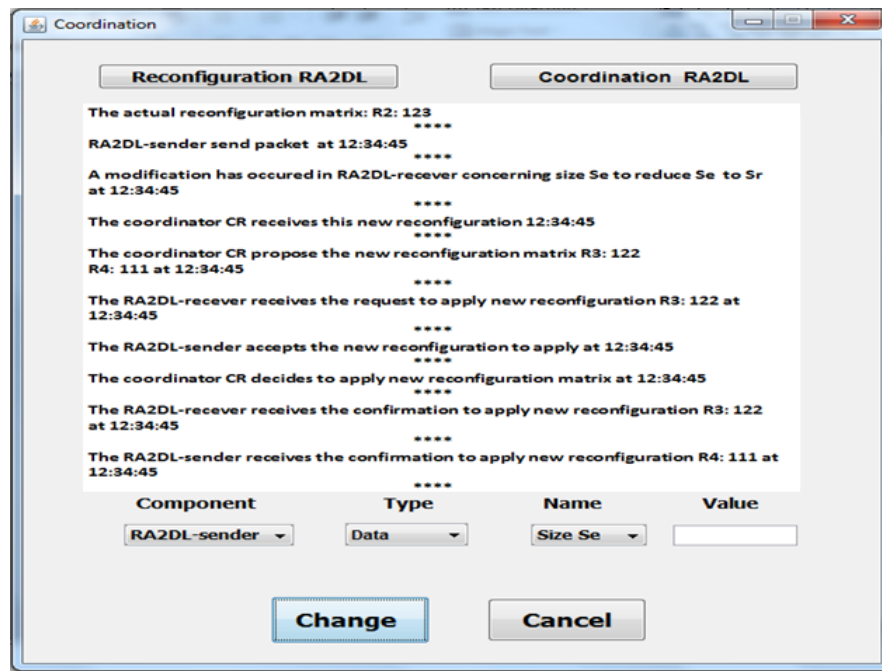 Coordination
Reconfiguration RA2DL
Coordination RA2DL
The actual reconfiguration matrix: R2: 123
****
RA2DL-sender send packet at 12:34:45
****
A modification has occured in RA2DL-recever concerning size Se to reduce Se to Sr
at 12:34:45
****
The coordinator CR receives this new reconfiguration 12:34:45
****
The coordinator CR propose the new reconfiguration matrix R3: 122
R4: 111 at 12:34:45
****
The RA2DL-recever receives the request to apply new reconfiguration R3: 122 at
12:34:45
****
The RA2DL-sender accepts the new reconfiguration to apply at 12:34:45
****
The coordinator CR decides to apply new reconfiguration matrix at 12:34:45
****
The RA2DL-recever receives the confirmation to apply new reconfiguration R3: 122
at 12:34:45
****
The RA2DL-sender receives the confirmation to apply new reconfiguration R4: 111 at
12:34:45
****
Component Type Name Value
RA2DL-sender Data Size Se
Change Cancel